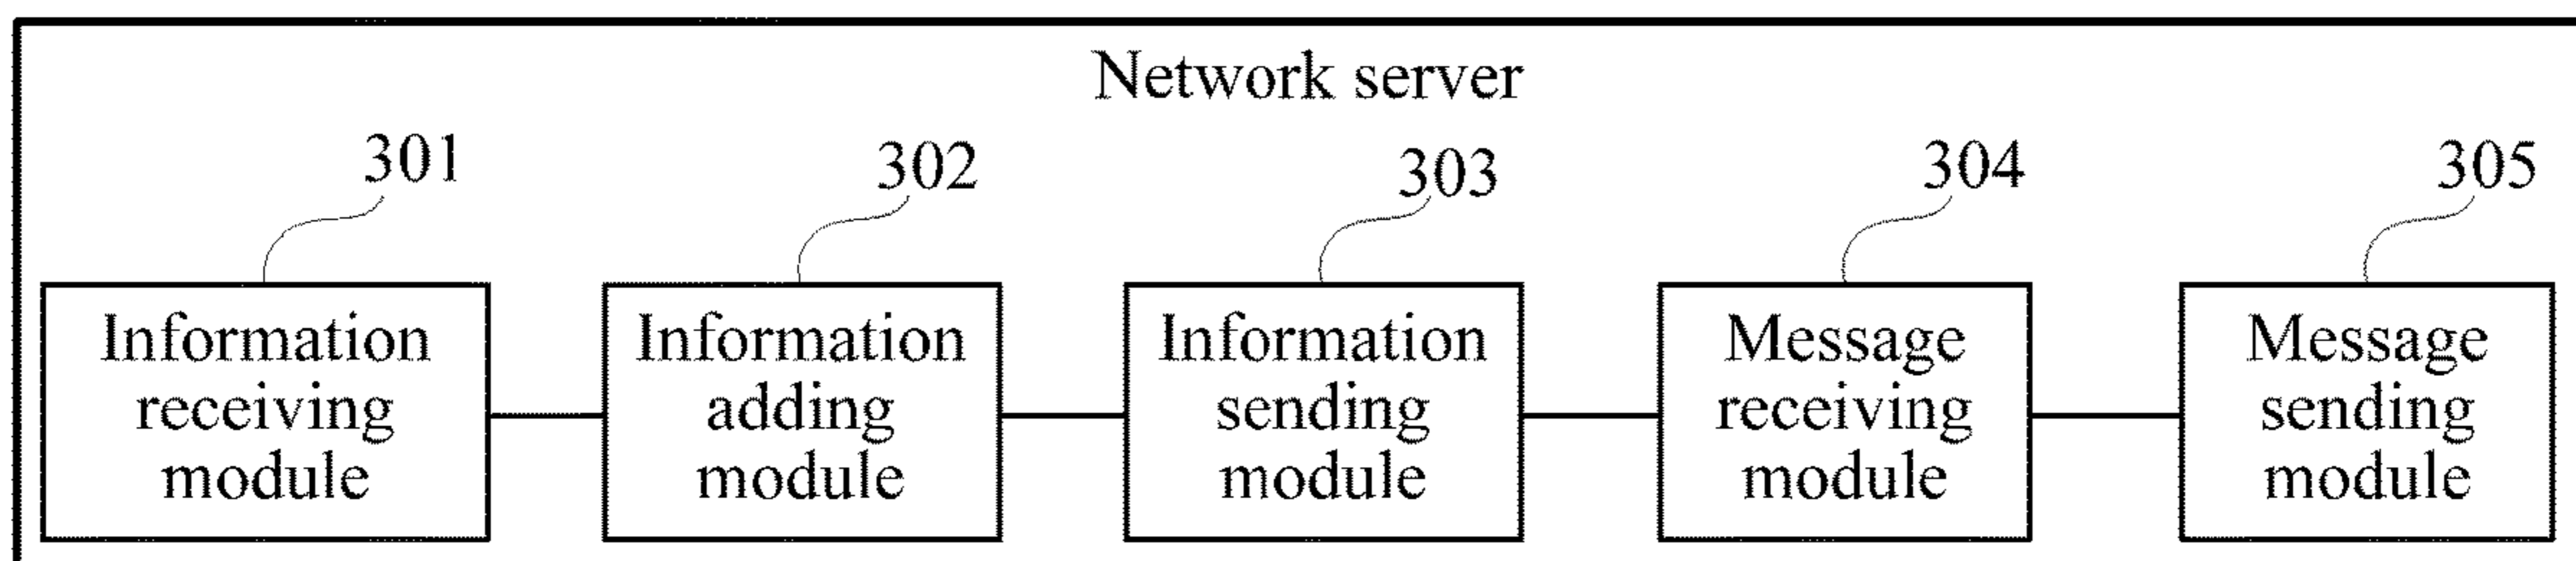 Network server
301
302
303
304
305
Information
receiving
module
Information
adding
module
Information
sending
module
Message
receiving
module
Message
sending
module